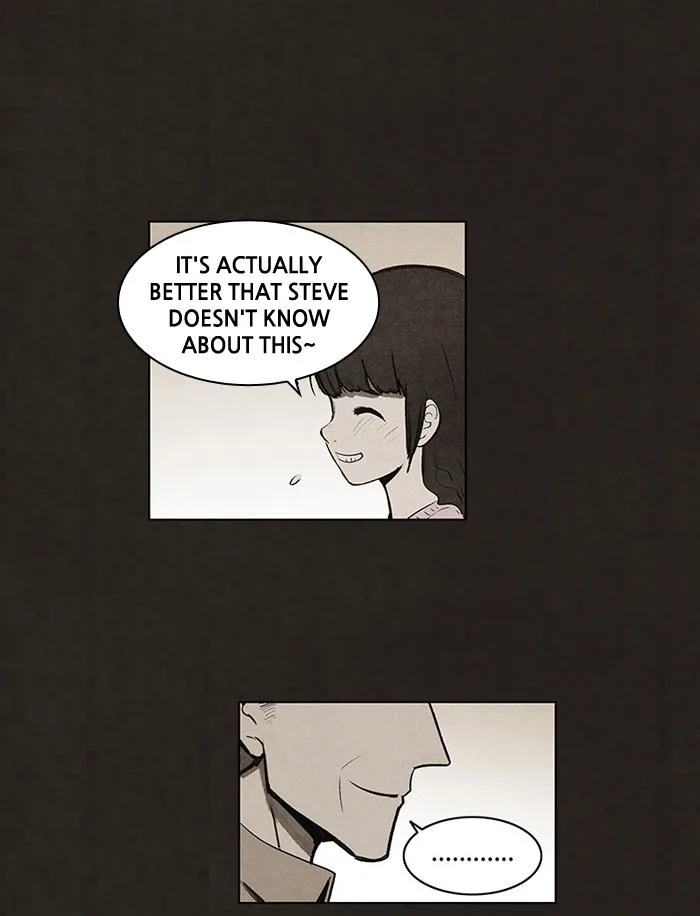 IT'S ACTUALLY
BETTER THAT STEVE
DOESN'T KNOW
ABOUT THIS~
............